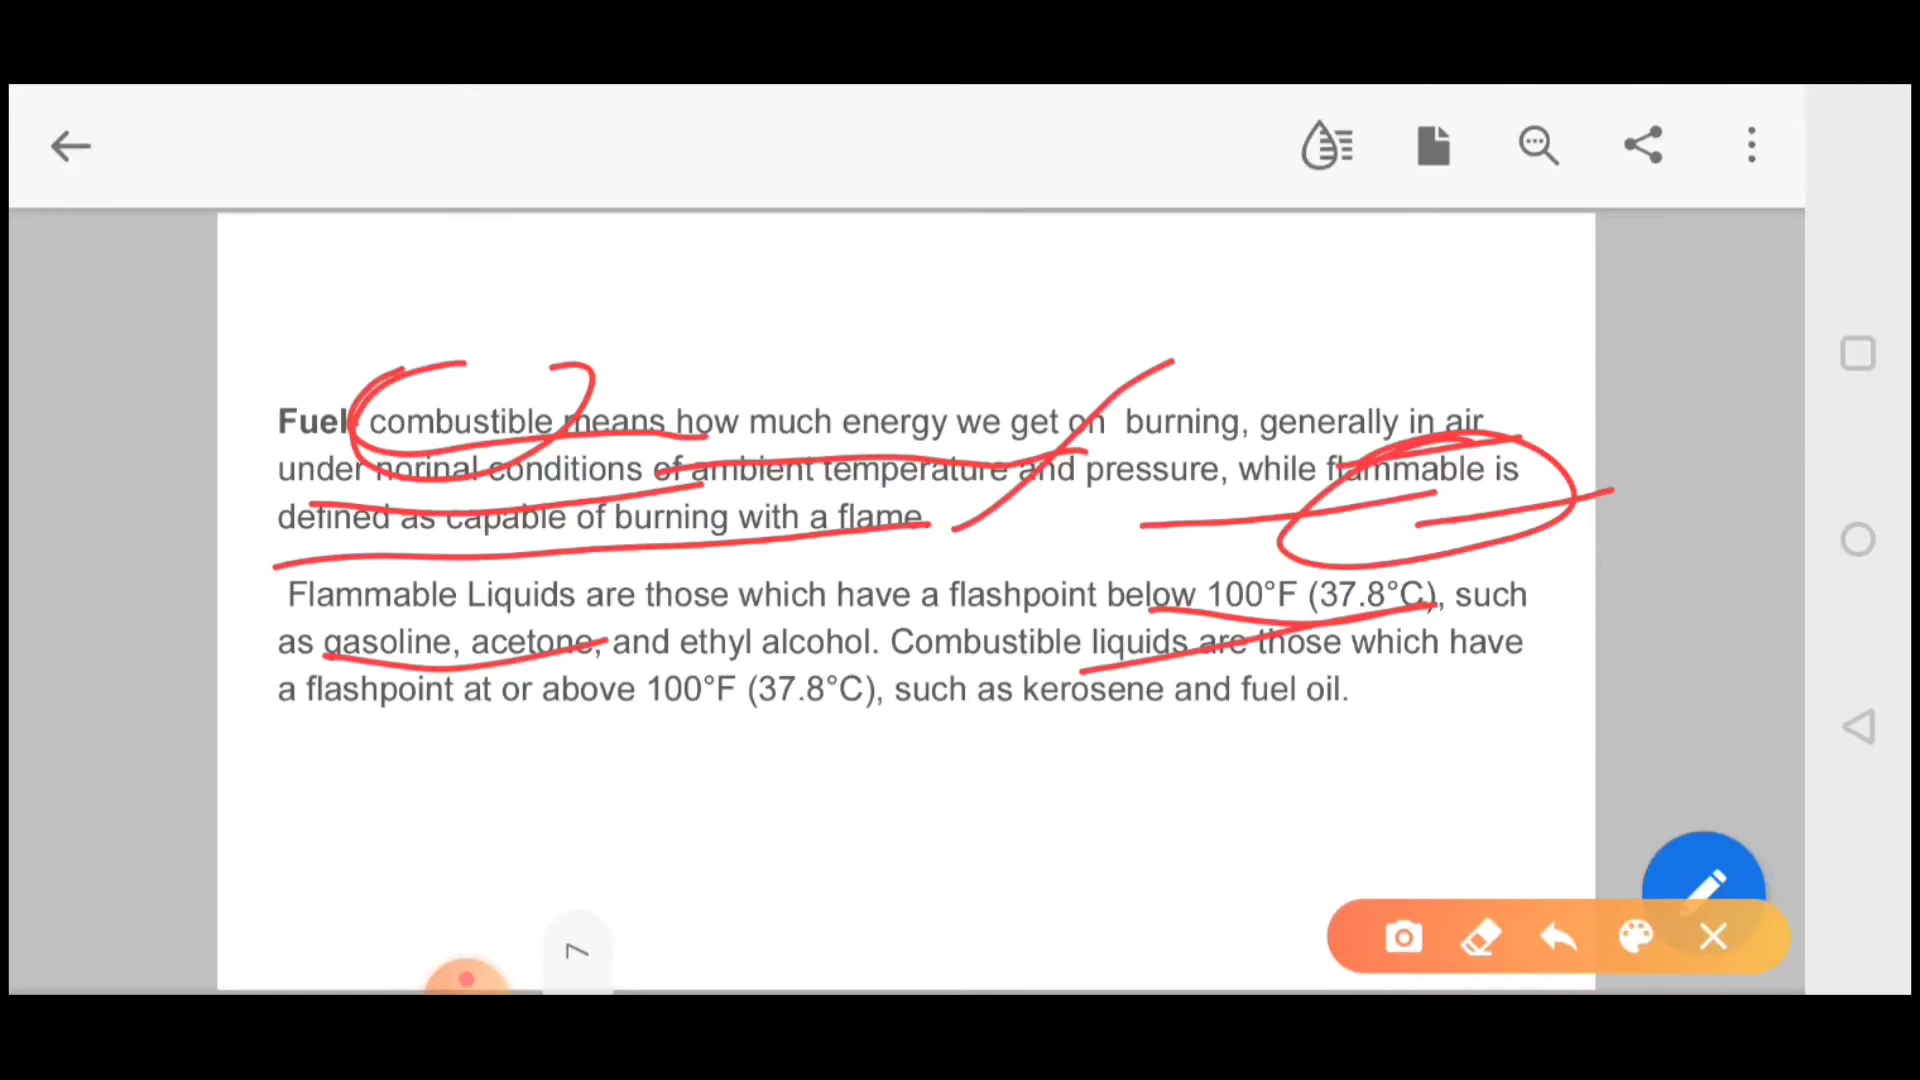 Fuel combustible means how much energy we get on burning, generally in air
under norinal conditions of ambient temperature and pressure, while flammable is
defined as capable of burning with a flame.
Flammable Liquids are those which have a flashpoint below 100°F (37.8°C), such
as gasoline, acetone, and ethyl alcohol. Combustible liquids are those which have
a flashpoint at or above 100°F (37.8°C), such as kerosene and fuel oil.
7